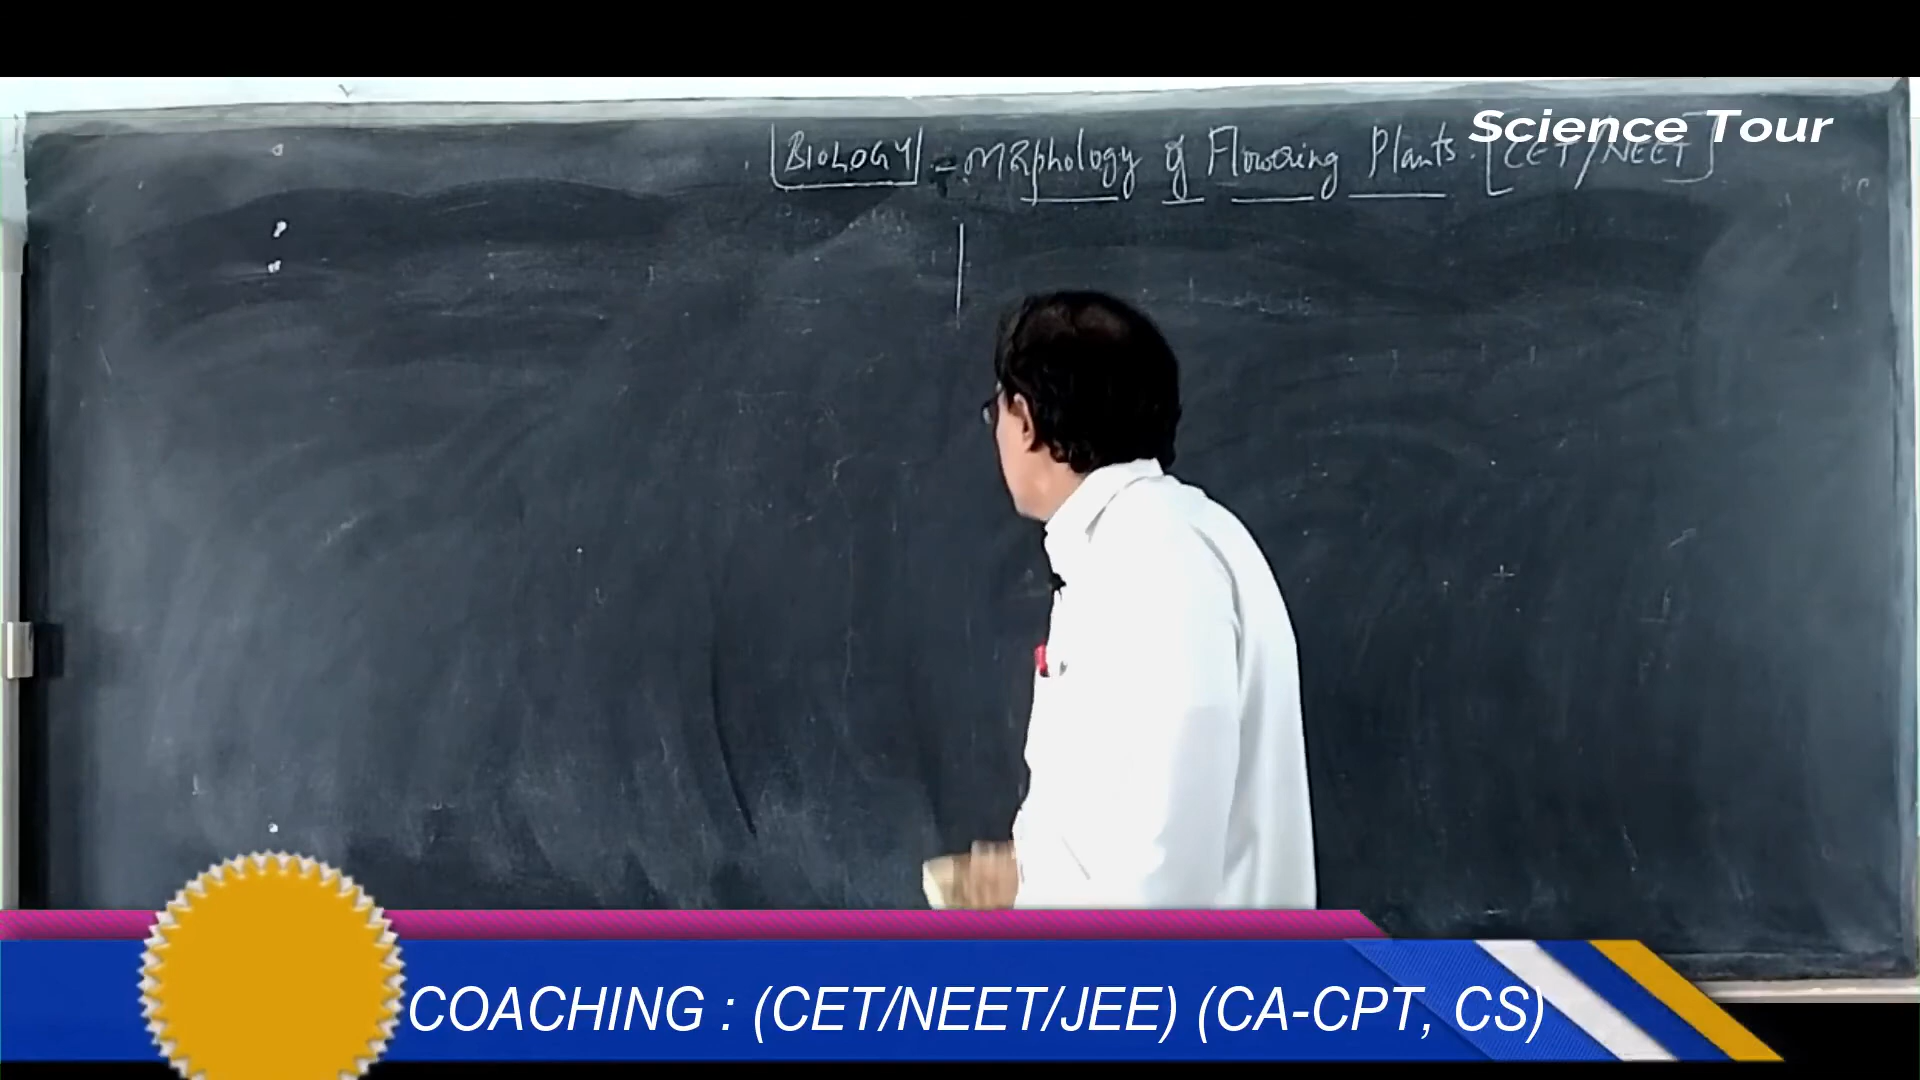 Science Tour
BIOLOGY - Morphology of Flowering Plants. [CET/NEET]
COACHING : (CET/NEET/JEE) (CA-CPT, CS)